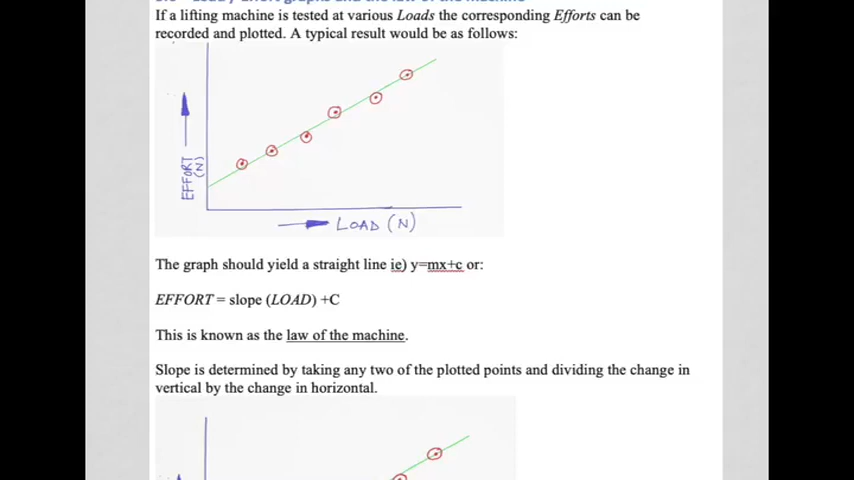 If a lifting machine is tested at various Loads the corresponding Efforts can be
recorded and plotted. A typical result would be as follows:
EFFORT
(N)
LOAD (N)
The graph should yield a straight line ie) y=mx+c or:
EFFORT = slope (LOAD) +C
This is known as the law of the machine.
Slope is determined by taking any two of the plotted points and dividing the change in
vertical by the change in horizontal.